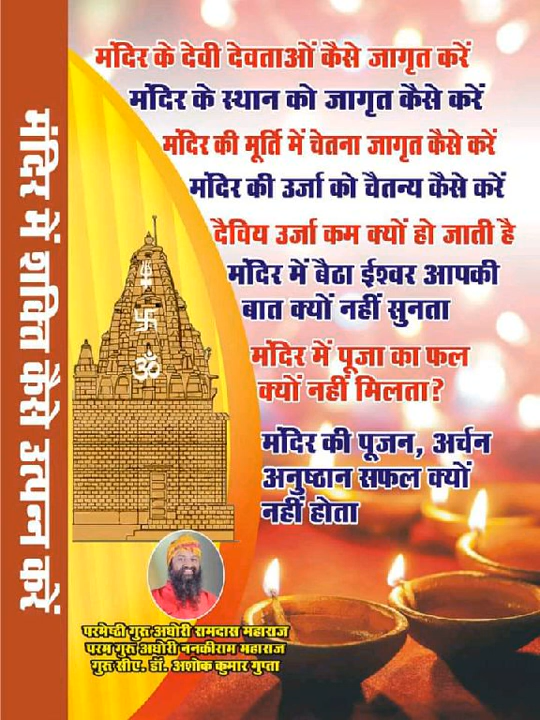 मंदिर में शक्ति कैसे उत्पन्न करें
मंदिर के देवी देवताओं कैसे जागृत करें
मंदिर के स्थान को जागृत कैसे करें
मंदिर की मूर्ति में चेतना जागृत कैसे करें
मंदिर की उर्जा को चैतन्य कैसे करें
दैविय उर्जा कम क्यों हो जाती है
मंदिर में बैठा ईश्वर आपकी
बात क्यों नहीं सुनता
मंदिर में पूजा का फल
क्यों नहीं मिलता?
मंदिर की पूजन, अर्चन
अनुष्ठान सफल क्यों
नहीं होता
ॐ
परमेष्ठी गुरु अघोरी रामदास महाराज
परम गुरु अघोरी ननकीराम महाराज
गुरु सीए. डॉ. अशोक कुमार गुप्ता